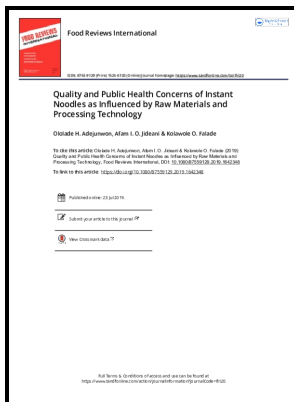 FOOD REVIEWS
Food Reviews International
ISSN: 8755-9129 (Print) 1525-6103 (Online) Journal homepage: https://www.tandfonline.com/loi/lfri20
Quality and Public Health Concerns of Instant
Noodles as Influenced by Raw Materials and
Processing Technology
Ololade H. Adejunwon, Afam I. O. Jideani & Kolawole O. Falade
To cite this article: Ololade H. Adejunwon, Afam I. O. Jideani & Kolawole O. Falade (2019):
Quality and Public Health Concerns of Instant Noodles as Influenced by Raw Materials and
Processing Technology, Food Reviews International, DOI: 10.1080/87559129.2019.1642348
To link to this article: https://doi.org/10.1080/87559129.2019.1642348
Published online: 23 Jul 2019.
Submit your article to this journal
View Crossmark data
Full Terms & Conditions of access and use can be found at
https://www.tandfonline.com/action/journalInformation?journalCode=lfri20